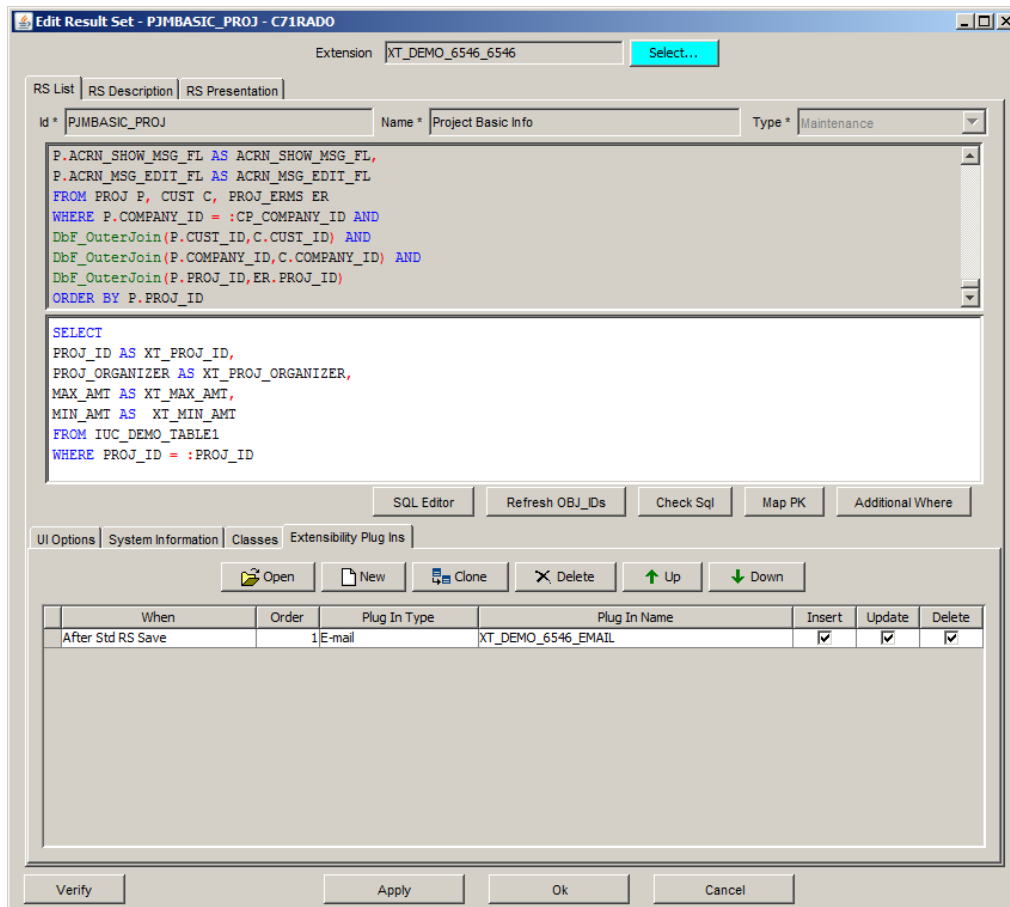 Edit Result Set - PJMBASIC_PROJ - C71RADO
Extension XT_DEMO_6546_6546 Select...
RS List RS Description RS Presentation
Id * PJMBASIC_PROJ Name * Project Basic Info Type * Maintenance
P.ACRN_SHOW_MSG_FL AS ACRN_SHOW_MSG_FL,
P.ACRN_MSG_EDIT_FL AS ACRN_MSG_EDIT_FL
FROM PROJ P, CUST C, PROJ_ERMS ER
WHERE P.COMPANY_ID = :CP_COMPANY_ID AND
DbF_OuterJoin(P.CUST_ID,C.CUST_ID) AND
DbF_OuterJoin(P.COMPANY_ID,C.COMPANY_ID) AND
DbF_OuterJoin(P.PROJ_ID,ER.PROJ_ID)
ORDER BY P.PROJ_ID
SELECT
PROJ_ID AS XT_PROJ_ID,
PROJ_ORGANIZER AS XT_PROJ_ORGANIZER,
MAX_AMT AS XT_MAX_AMT,
MIN_AMT AS  XT_MIN_AMT
FROM IUC_DEMO_TABLE1
WHERE PROJ_ID = :PROJ_ID
SQL Editor Refresh OBJ_IDs Check Sql Map PK Additional Where
UI Options System Information Classes Extensibility Plug Ins
Open New Clone Delete Up Down
When Order Plug In Type Plug In Name Insert Update Delete
After Std RS Save 1 E-mail XT_DEMO_6546_EMAIL
Verify Apply Ok Cancel